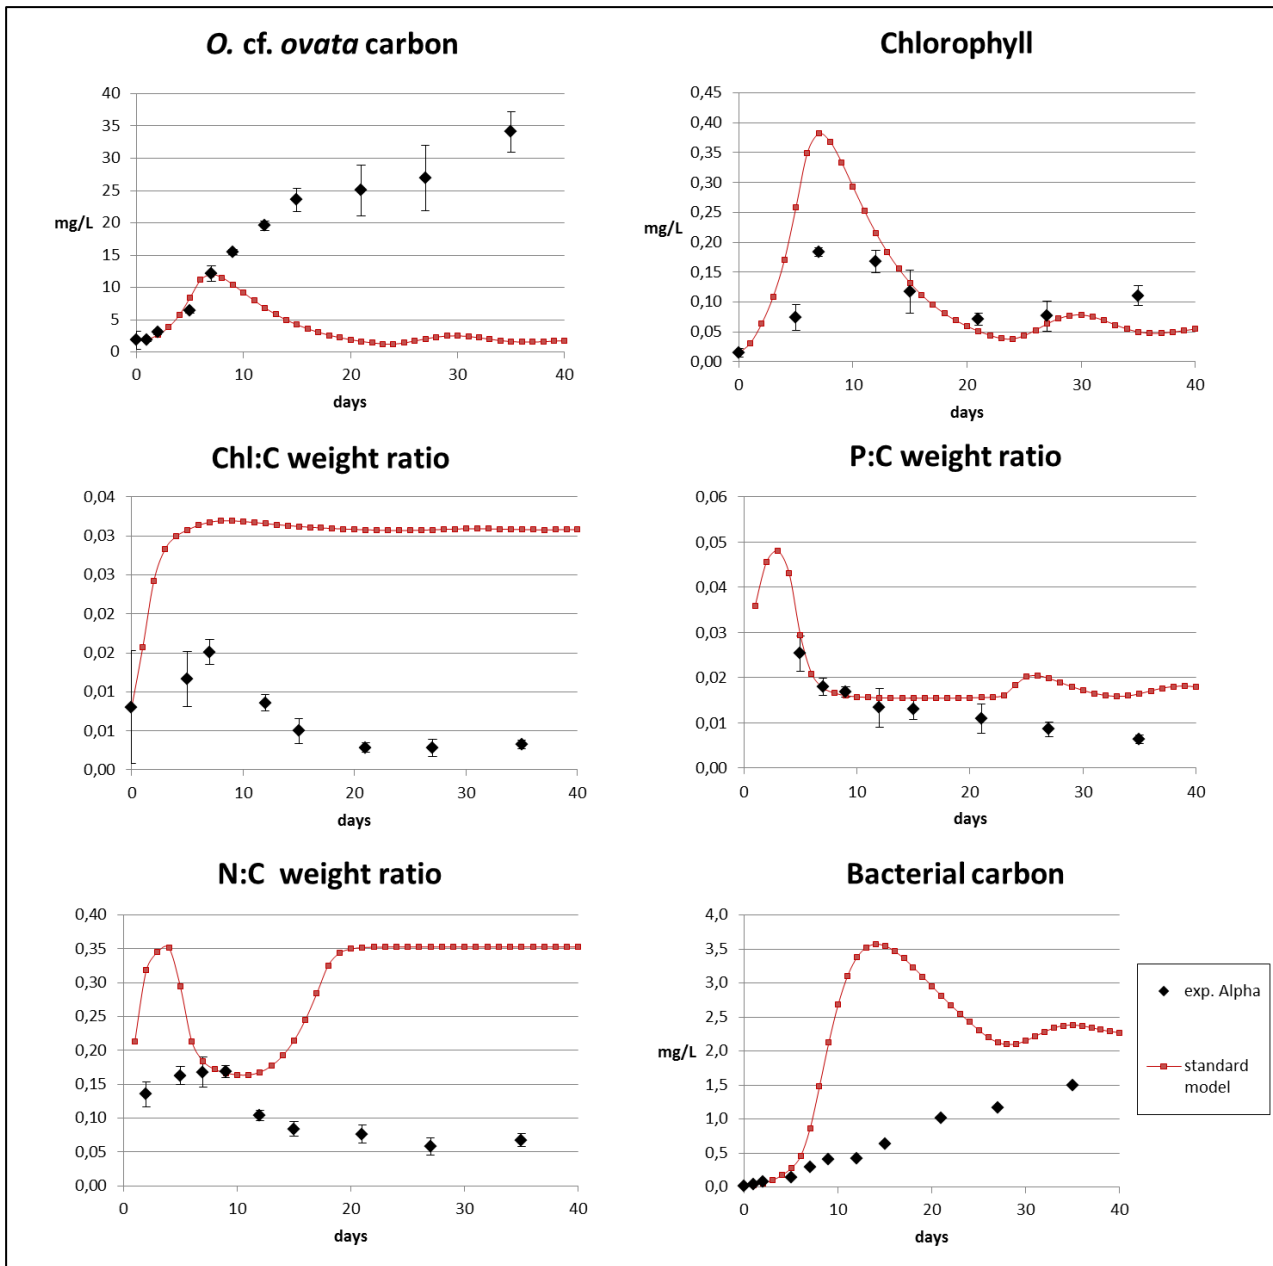 O. cf. ovata carbon
40
35
30
25
20
15
10
5
0
mg/L
0 10 20 30 40
days
Chlorophyll
0,45
0,40
0,35
0,30
0,25
0,20
0,15
0,10
0,05
0,00
mg/L
0 10 20 30 40
days
Chl:C weight ratio
0,04
0,03
0,03
0,02
0,02
0,01
0,01
0,00
0 10 20 30 40
days
P:C weight ratio
0,06
0,05
0,04
0,03
0,02
0,01
0,00
0 10 20 30 40
days
N:C weight ratio
0,40
0,35
0,30
0,25
0,20
0,15
0,10
0,05
0,00
0 10 20 30 40
days
Bacterial carbon
4,0
3,5
3,0
2,5
2,0
1,5
1,0
0,5
0,0
mg/L
0 10 20 30 40
days
exp. Alpha
standard
model